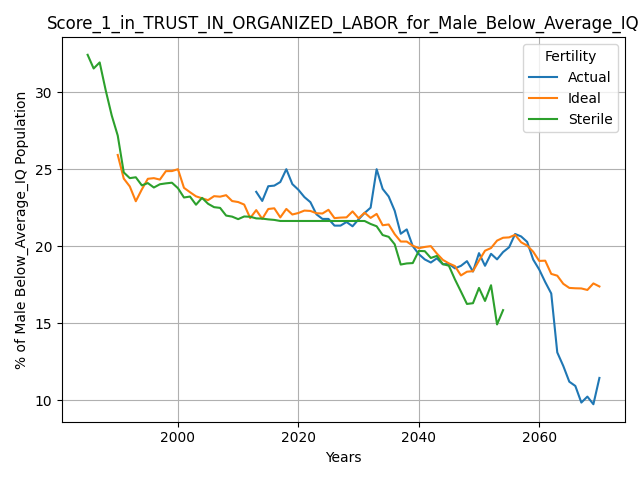 Score_1_in_TRUST_IN_ORGANIZED_LABOR_for_Male_Below_Average_IQ
Fertility
Actual
Ideal
Sterile
% of Male Below_Average_IQ Population
30
25
20
15
10
2000
2020
2040
2060
Years